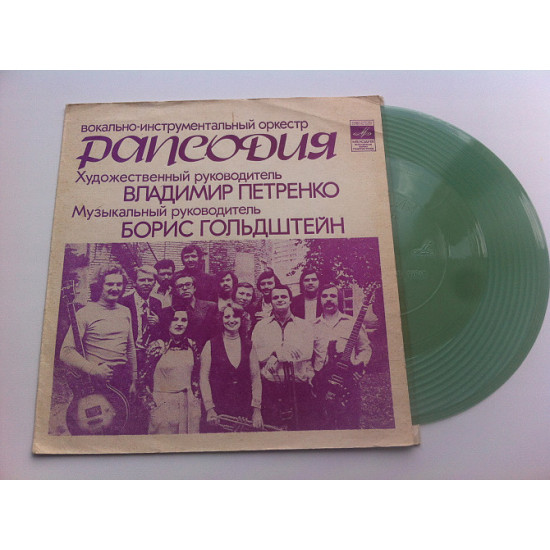 вокально-инструментальный оркестр
РАПСОДИЯ
Художественный руководитель
ВЛАДИМИР ПЕТРЕНКО
Музыкальный руководитель
БОРИС ГОЛЬДШТЕЙН